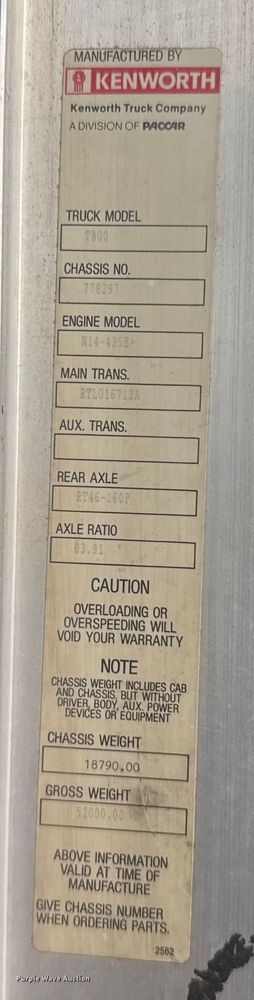 MANUFACTURED BY
KENWORTH
Kenworth Truck Company
A DIVISION OF PACCAR
TRUCK MODEL
T800
CHASSIS NO.
778297
ENGINE MODEL
N14-435E+
MAIN TRANS.
RTLO16713A
AUX. TRANS.
REAR AXLE
RT46-160P
AXLE RATIO
03.91
CAUTION
OVERLOADING OR
OVERSPEEDING WILL
VOID YOUR WARRANTY
NOTE
CHASSIS WEIGHT INCLUDES CAB
AND CHASSIS, BUT WITHOUT
DRIVER, BODY, AUX. POWER
DEVICES OR EQUIPMENT
CHASSIS WEIGHT
18790.00
GROSS WEIGHT
52000.00
ABOVE INFORMATION
VALID AT TIME OF
MANUFACTURE
GIVE CHASSIS NUMBER
WHEN ORDERING PARTS.
2562
Purple Wave Auction